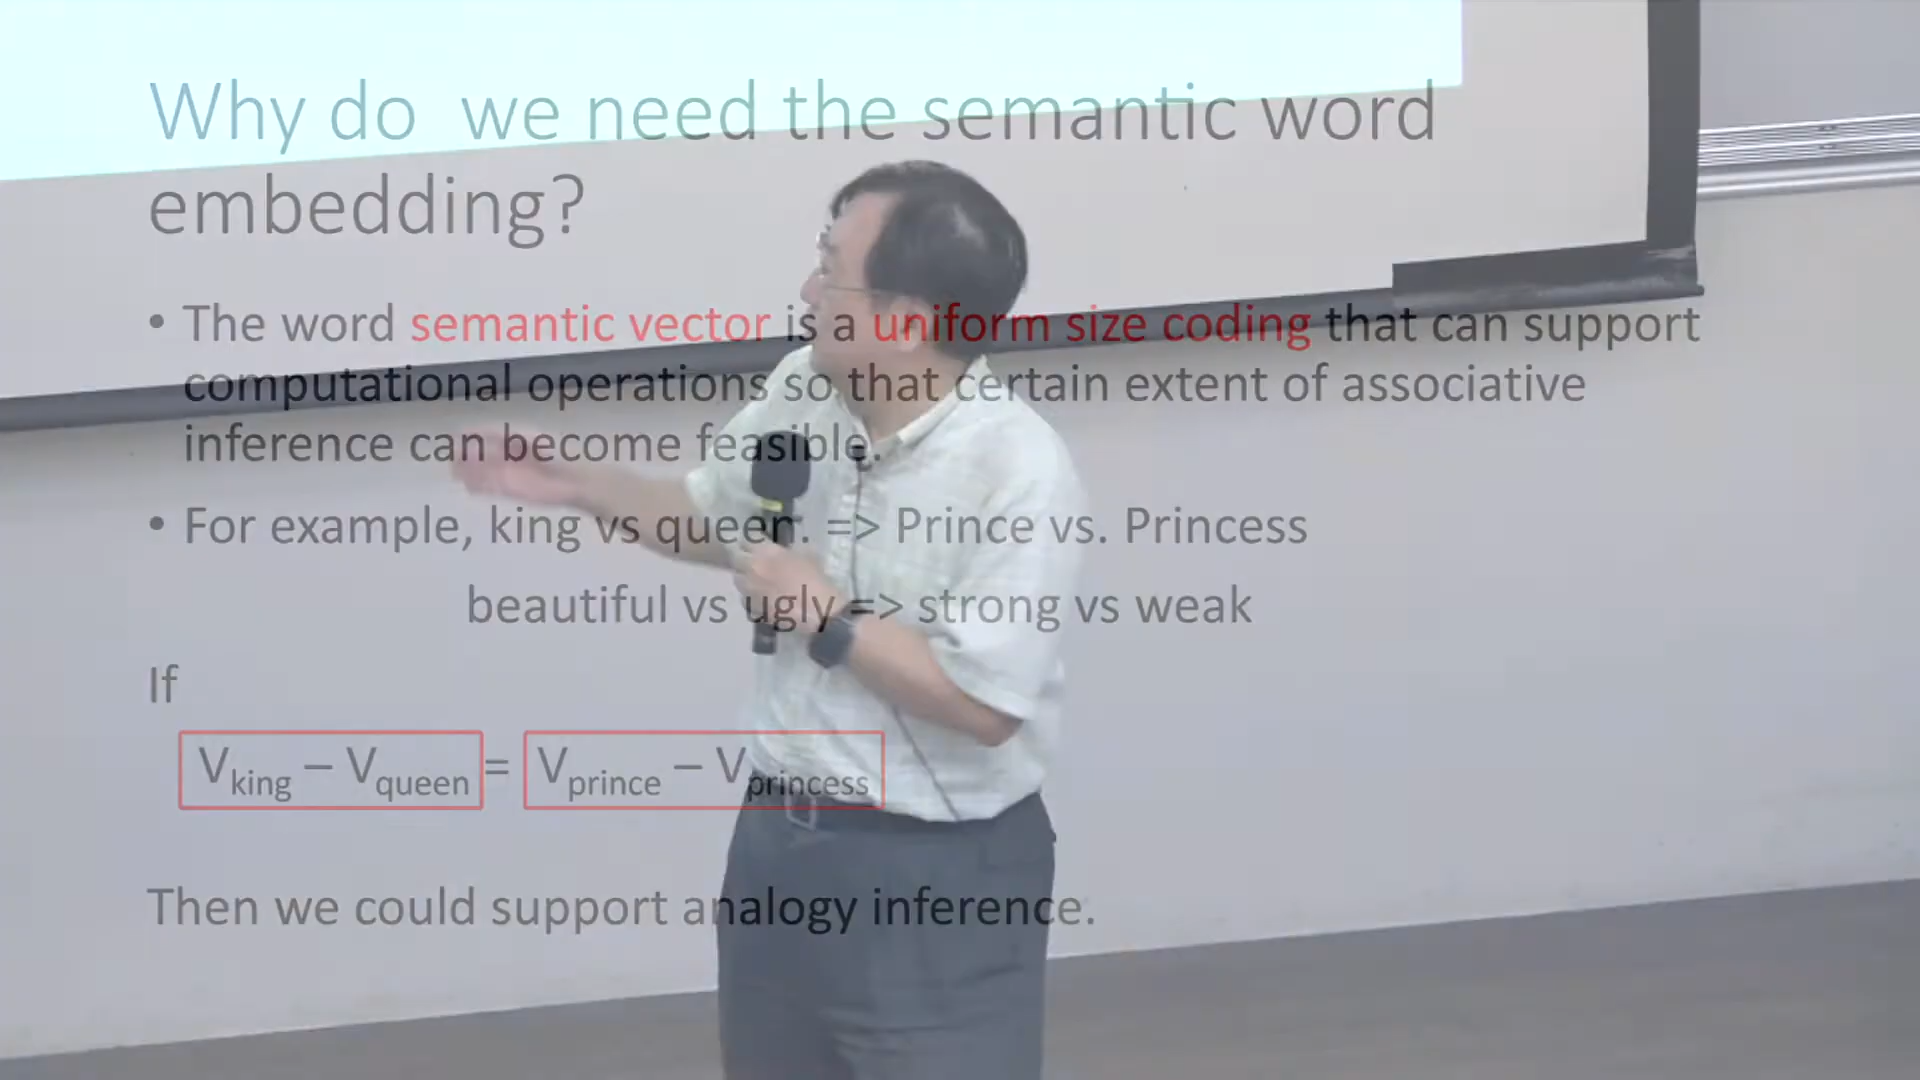 Why do  we need the semantic word
embedding?
• The word semantic vector is a uniform size coding that can support
computational operations so that certain extent of associative
inference can become feasible.
• For example, king vs queen. => Prince vs. Princess
beautiful vs ugly => strong vs weak
If
Vking – Vqueen = Vprince – Vprincess
Then we could support analogy inference.